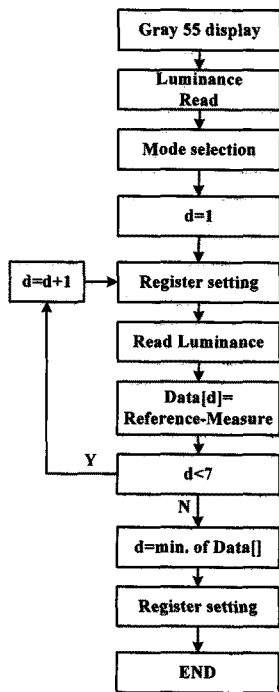 Gray 55 display
Luminance
Read
Mode selection
d=1
d=d+1
Register setting
Read Luminance
Data[d]=
Reference-Measure
Y
d<7
N
d=min. of Data[]
Register setting
END